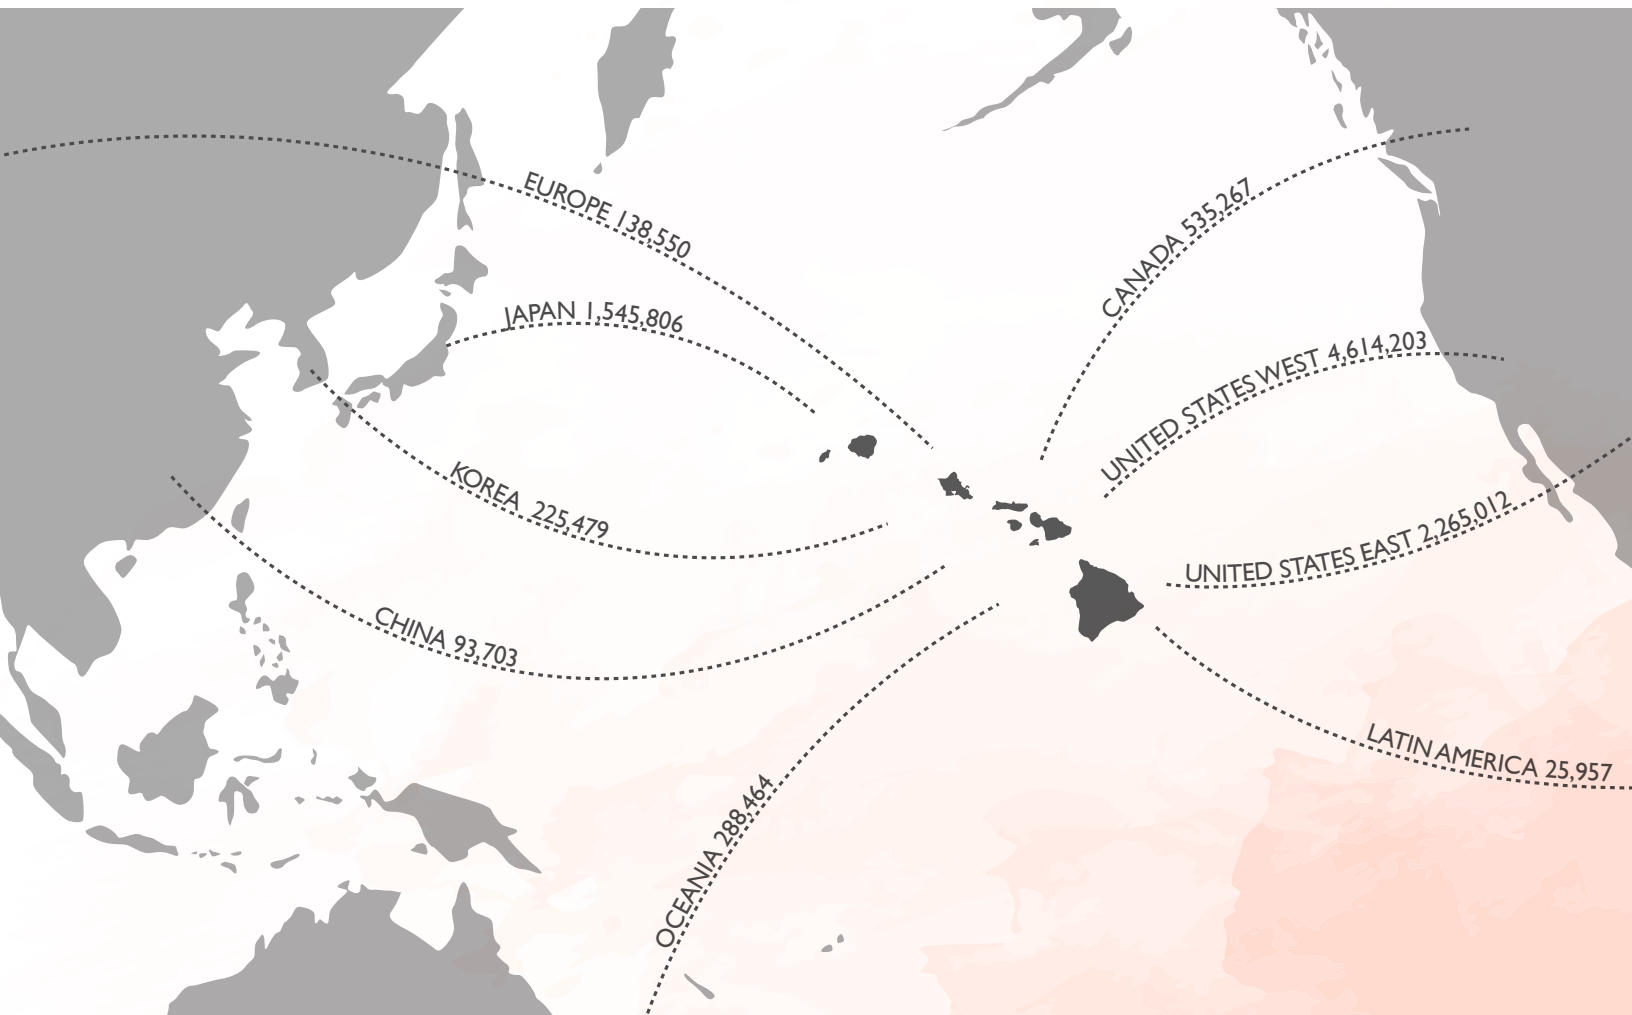 EUROPE 138,550
CANADA 535,267
JAPAN 1,545,806
UNITED STATES WEST 4,614,203
KOREA 225,479
UNITED STATES EAST 2,265,012
CHINA 93,703
LATIN AMERICA 25,957
OCEANIA 288,464